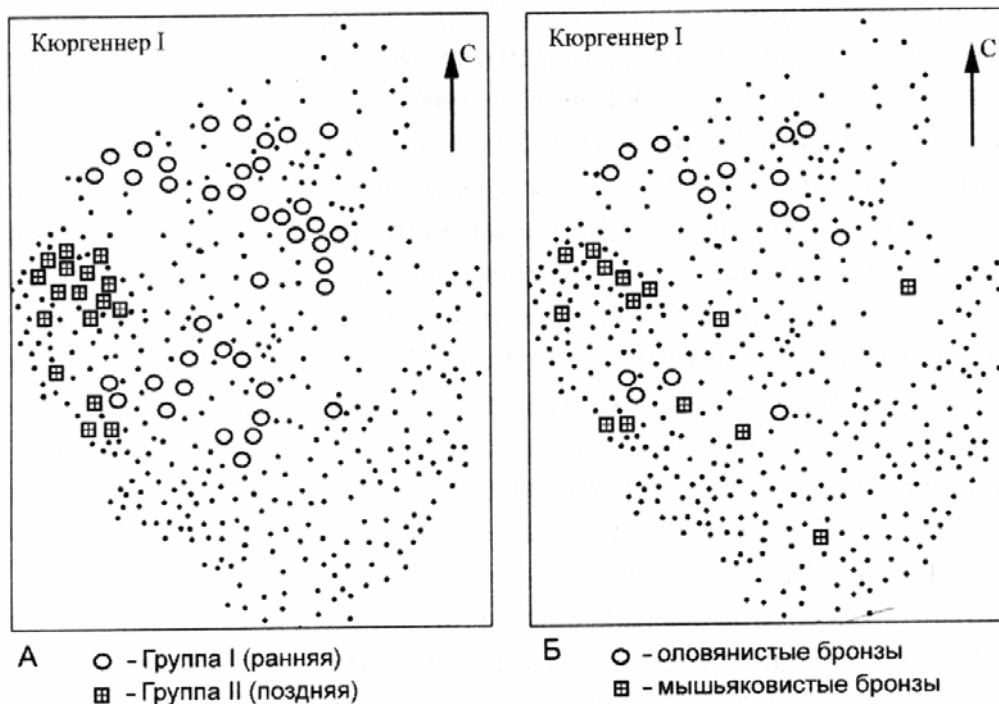 Кюргеннер I
С
Кюргеннер I
С
А
– Группа I (ранняя)
– Группа II (поздняя)
Б
– оловянистые бронзы
– мышьяковистые бронзы